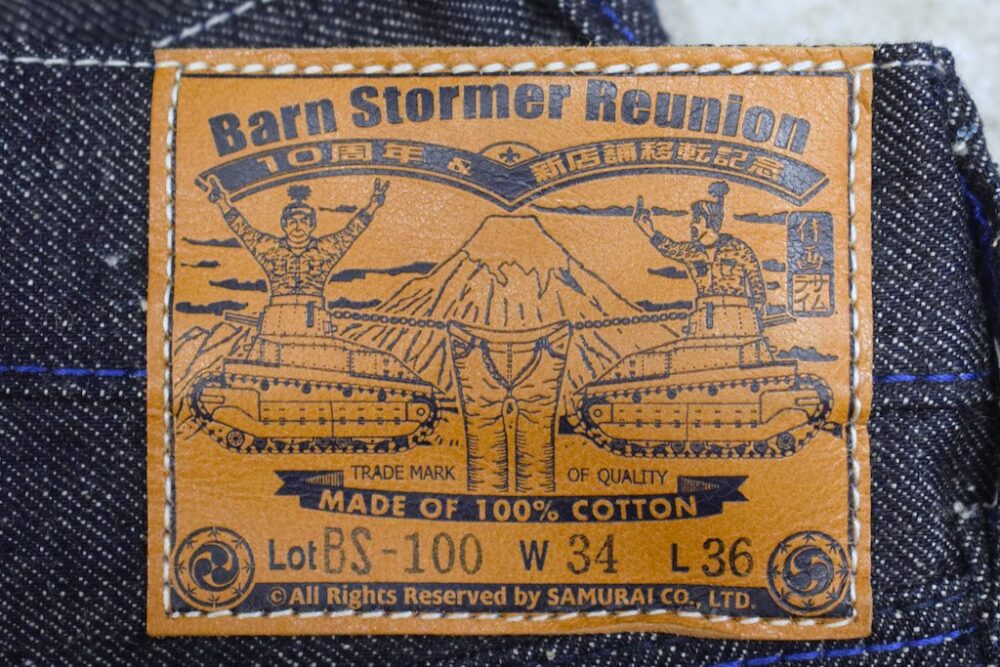 Barn Stormer Reunion
10周年 & 新店舗移転記念
TRADE MARK OF QUALITY
MADE OF 100% COTTON
Lot BS-100 W 34 L 36
©All Rights Reserved by SAMURAI CO., LTD.